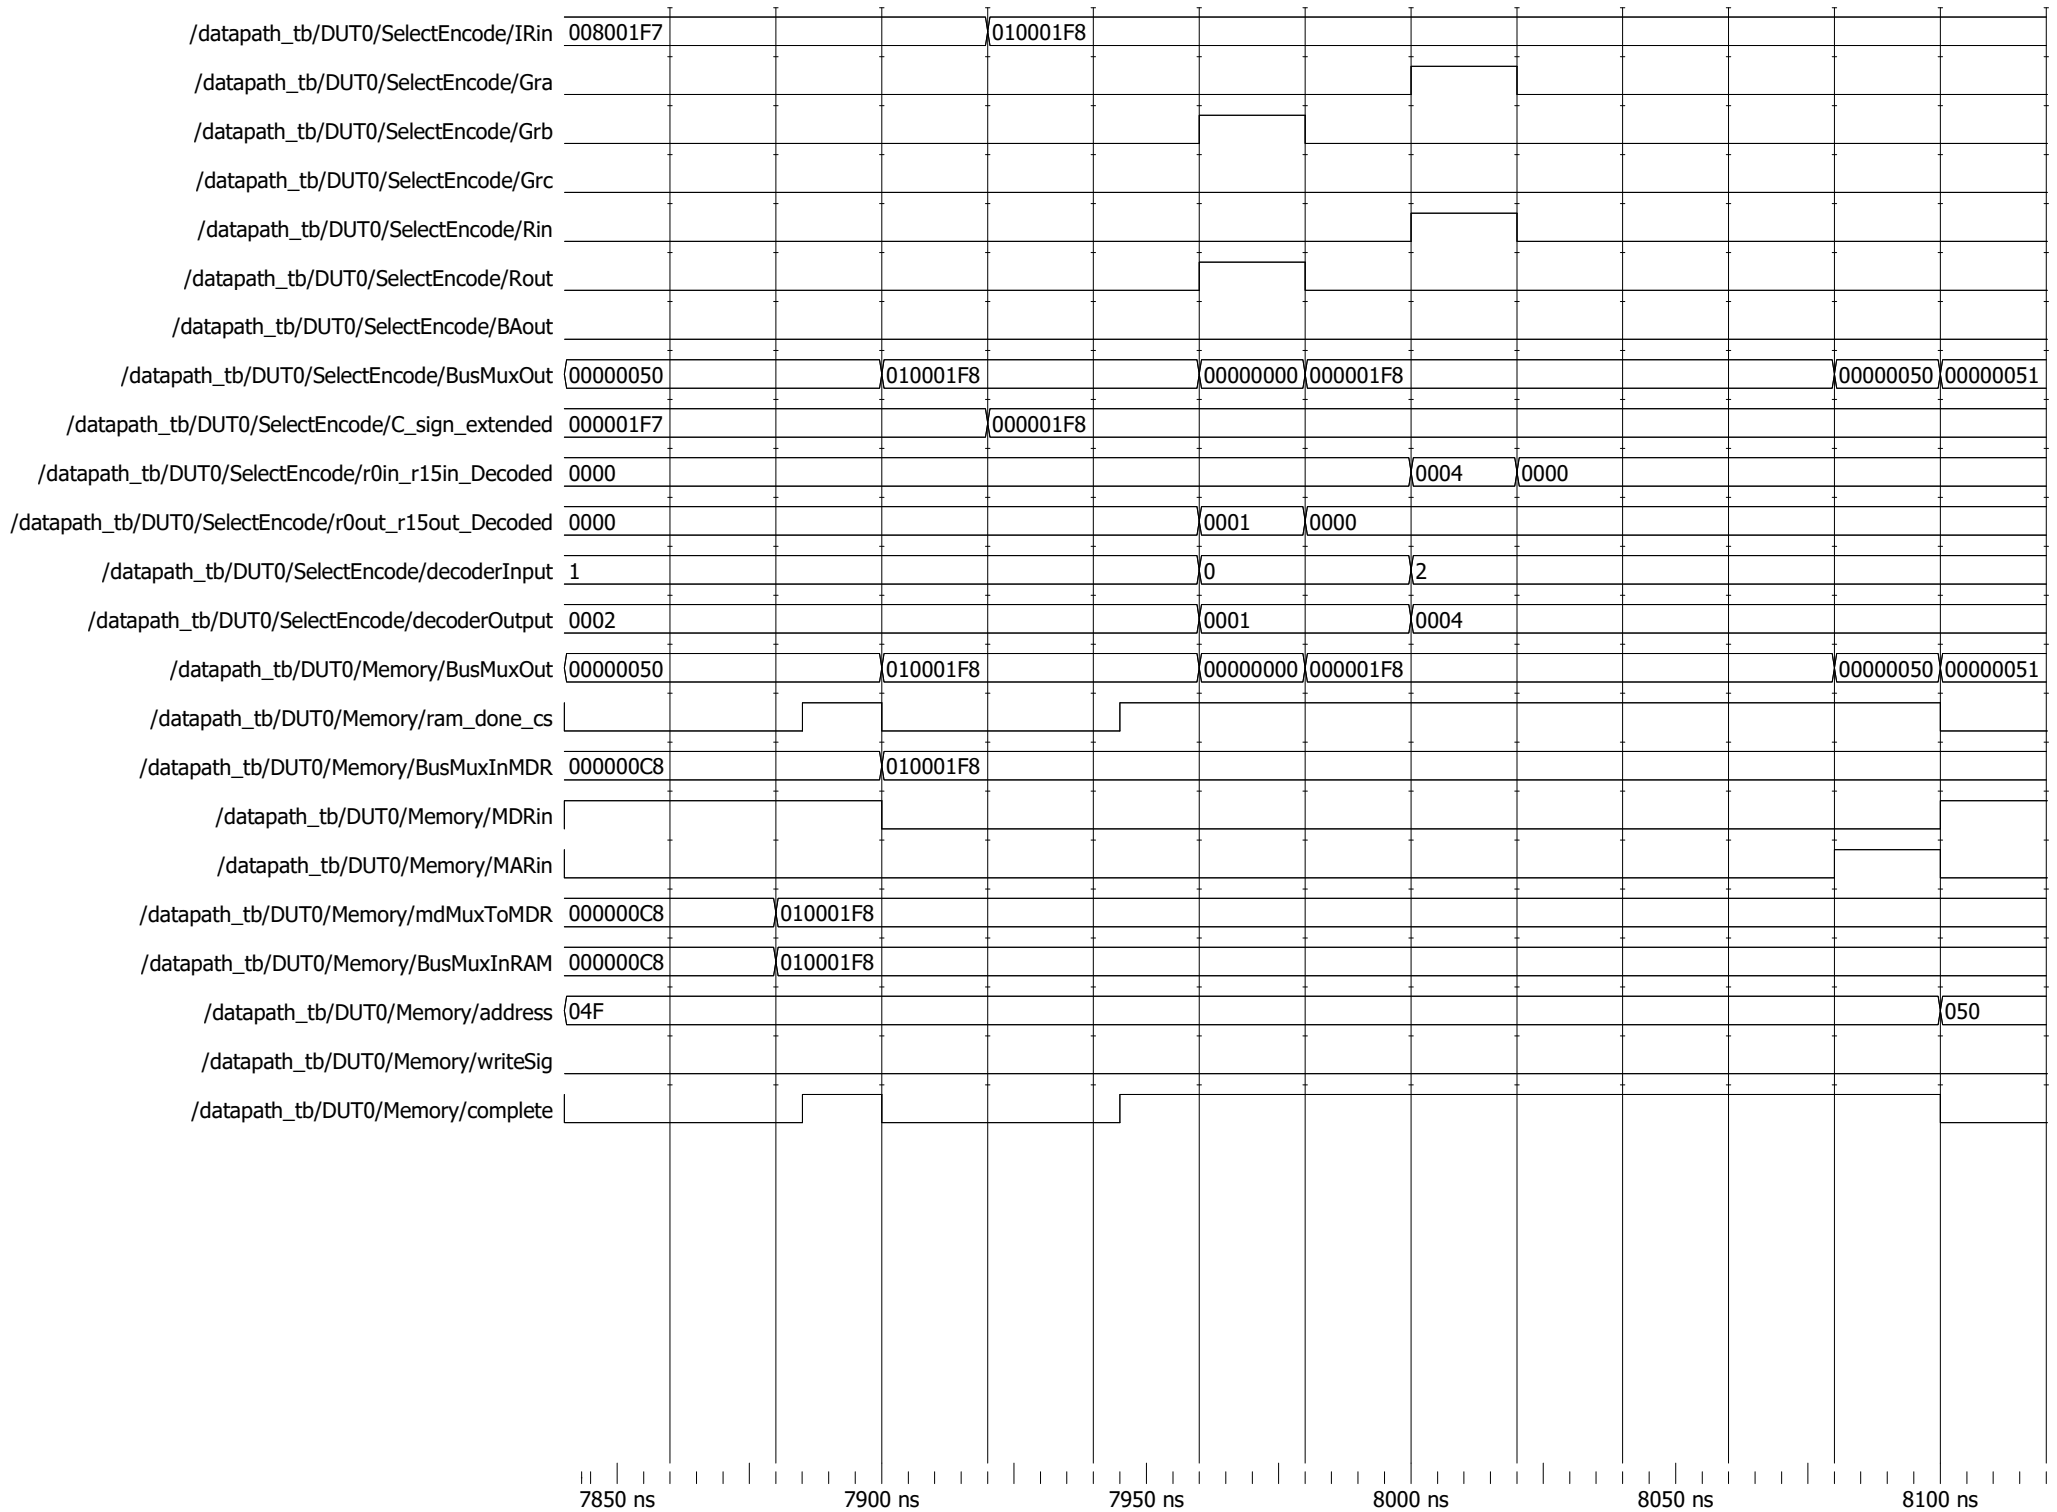 /datapath_tb/DUT0/SelectEncode/IRin 008001F7 010001F8
/datapath_tb/DUT0/SelectEncode/Gra
/datapath_tb/DUT0/SelectEncode/Grb
/datapath_tb/DUT0/SelectEncode/Grc
/datapath_tb/DUT0/SelectEncode/Rin
/datapath_tb/DUT0/SelectEncode/Rout
/datapath_tb/DUT0/SelectEncode/BAout
/datapath_tb/DUT0/SelectEncode/BusMuxOut 00000050 010001F8 00000000 000001F8 00000050 00000051
/datapath_tb/DUT0/SelectEncode/C_sign_extended 000001F7 000001F8
/datapath_tb/DUT0/SelectEncode/r0in_r15in_Decoded 0000 0004 0000
/datapath_tb/DUT0/SelectEncode/r0out_r15out_Decoded 0000 0001 0000
/datapath_tb/DUT0/SelectEncode/decoderInput 1 0 2
/datapath_tb/DUT0/SelectEncode/decoderOutput 0002 0001 0004
/datapath_tb/DUT0/Memory/BusMuxOut 00000050 010001F8 00000000 000001F8 00000050 00000051
/datapath_tb/DUT0/Memory/ram_done_cs
/datapath_tb/DUT0/Memory/BusMuxInMDR 000000C8 010001F8
/datapath_tb/DUT0/Memory/MDRin
/datapath_tb/DUT0/Memory/MARin
/datapath_tb/DUT0/Memory/mdMuxToMDR 000000C8 010001F8
/datapath_tb/DUT0/Memory/BusMuxInRAM 000000C8 010001F8
/datapath_tb/DUT0/Memory/address 04F 050
/datapath_tb/DUT0/Memory/writeSig
/datapath_tb/DUT0/Memory/complete
7850 ns 7900 ns 7950 ns 8000 ns 8050 ns 8100 ns